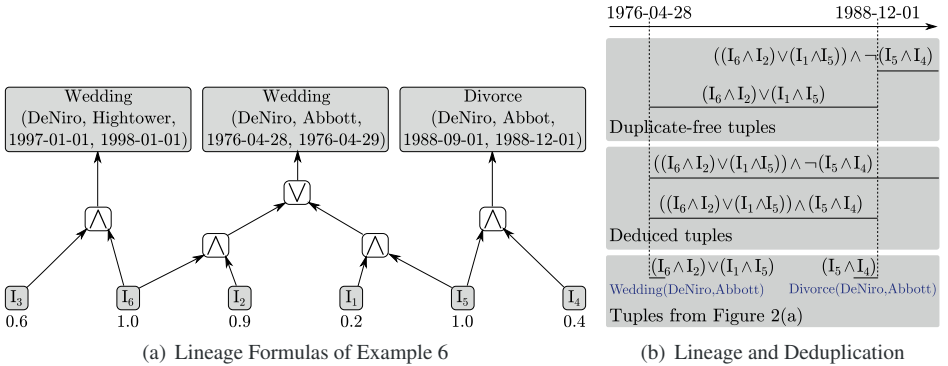 Wedding
(DeNiro, Hightower,
1997-01-01, 1998-01-01)
Wedding
(DeNiro, Abbott,
1976-04-28, 1976-04-29)
Divorce
(DeNiro, Abbot,
1988-09-01, 1988-12-01)
∨
∧
∧
∧
∧
I₃
I₆
I₂
I₁
I₅
I₄
0.6
1.0
0.9
0.2
1.0
0.4
(a) Lineage Formulas of Example 6
1976-04-28
1988-12-01
((I₆∧I₂)∨(I₁∧I₅))∧¬(I₅∧I₄)
(I₆∧I₂)∨(I₁∧I₅)
Duplicate-free tuples
((I₆∧I₂)∨(I₁∧I₅))∧¬(I₅∧I₄)
((I₆∧I₂)∨(I₁∧I₅))∧(I₅∧I₄)
Deduced tuples
(I₆∧I₂)∨(I₁∧I₅)
(I₅∧I₄)
Wedding(DeNiro,Abbott)
Divorce(DeNiro,Abbott)
Tuples from Figure 2(a)
(b) Lineage and Deduplication